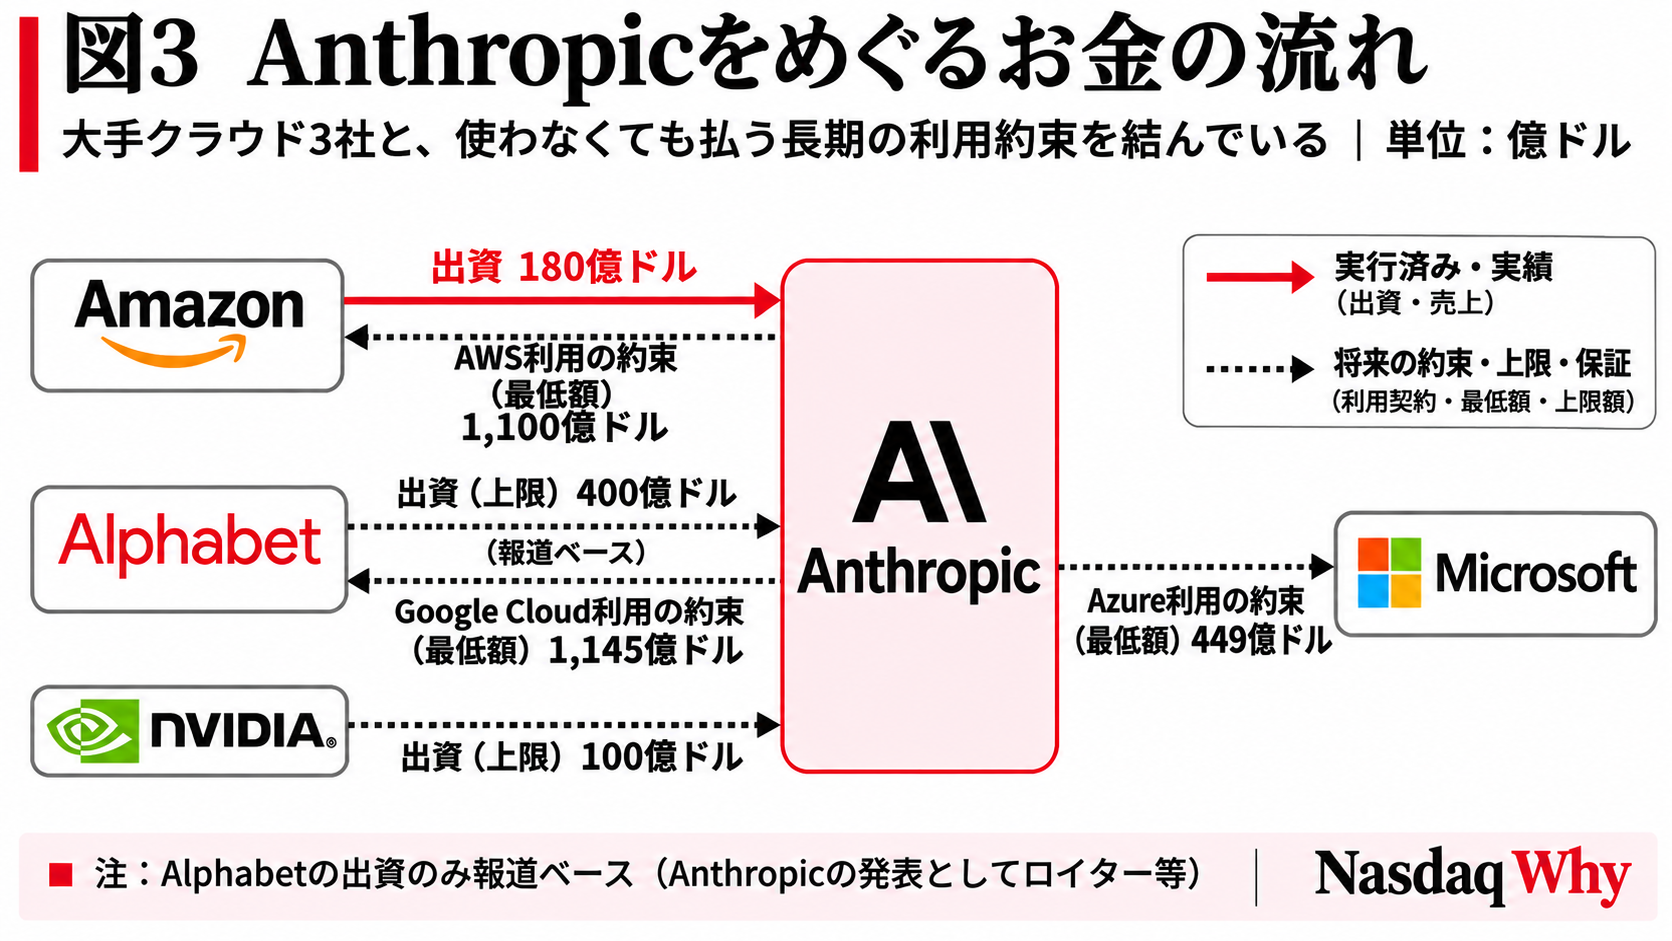 図3 Anthropicをめぐるお金の流れ
大手クラウド3社と、使わなくても払う長期の利用約束を結んでいる｜単位：億ドル
Amazon
出資 180億ドル
AWS利用の約束
（最低額）
1,100億ドル
実行済み・実績
（出資・売上）
将来の約束・上限・保証
（利用契約・最低額・上限額）
Alphabet
出資（上限）400億ドル
（報道ベース）
Google Cloud利用の約束
（最低額）1,145億ドル
Anthropic
Azure利用の約束
（最低額）449億ドル
Microsoft
NVIDIA®
出資（上限）100億ドル
注：Alphabetの出資のみ報道ベース（Anthropicの発表としてロイター等）
Nasdaq Why